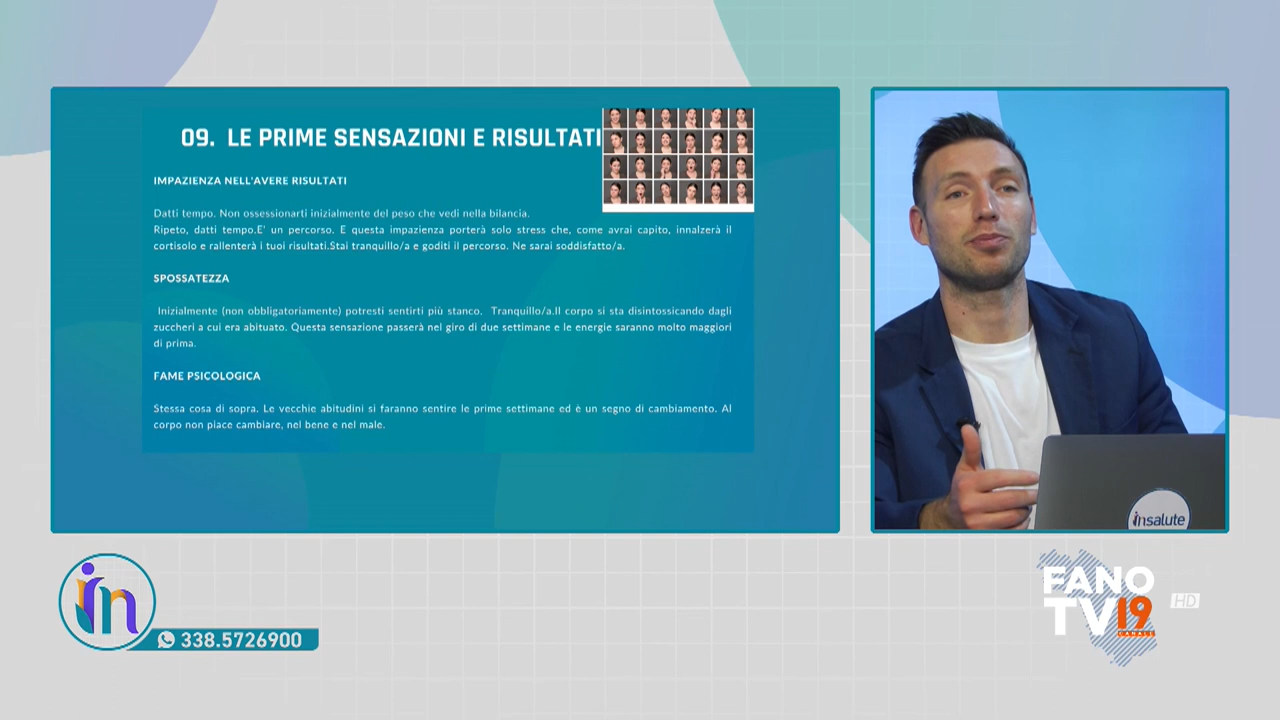 09. LE PRIME SENSAZIONI E RISULTATI
IMPAZIENZA NELL'AVERE RISULTATI
Datti tempo. Non ossessionarti inizialmente del peso che vedi nella bilancia.
Ripeto, datti tempo.E' un percorso. E questa impazienza porterà solo stress che, come avrai capito, innalzerà il
cortisolo e rallenterà i tuoi risultati.Stai tranquillo/a e goditi il percorso. Ne sarai soddisfatto/a.
SPOSSATEZZA
Inizialmente (non obbligatoriamente) potresti sentirti più stanco. Tranquillo/a.Il corpo si sta disintossicando dagli
zuccheri a cui era abituato. Questa sensazione passerà nel giro di due settimane e le energie saranno molto maggiori
di prima.
FAME PSICOLOGICA
Stessa cosa di sopra. Le vecchie abitudini si faranno sentire le prime settimane ed è un segno di cambiamento. Al
corpo non piace cambiare, nel bene e nel male.
insalute
in
338.5726900
FANO
TV19
CANALE
HD